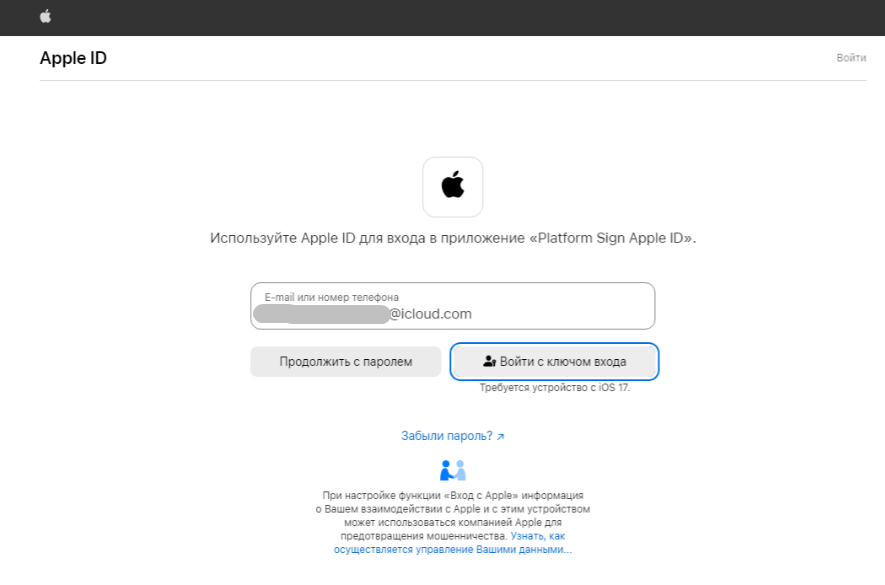 Apple ID
Войти
Используйте Apple ID для входа в приложение «Platform Sign Apple ID».
E-mail или номер телефона
@icloud.com
Продолжить с паролем
Войти с ключом входа
Требуется устройство с iOS 17.
Забыли пароль? ↗
При настройке функции «Вход с Apple» информация
о Вашем взаимодействии с Apple и с этим устройством
может использоваться компанией Apple для
предотвращения мошенничества. Узнать, как
осуществляется управление Вашими данными...